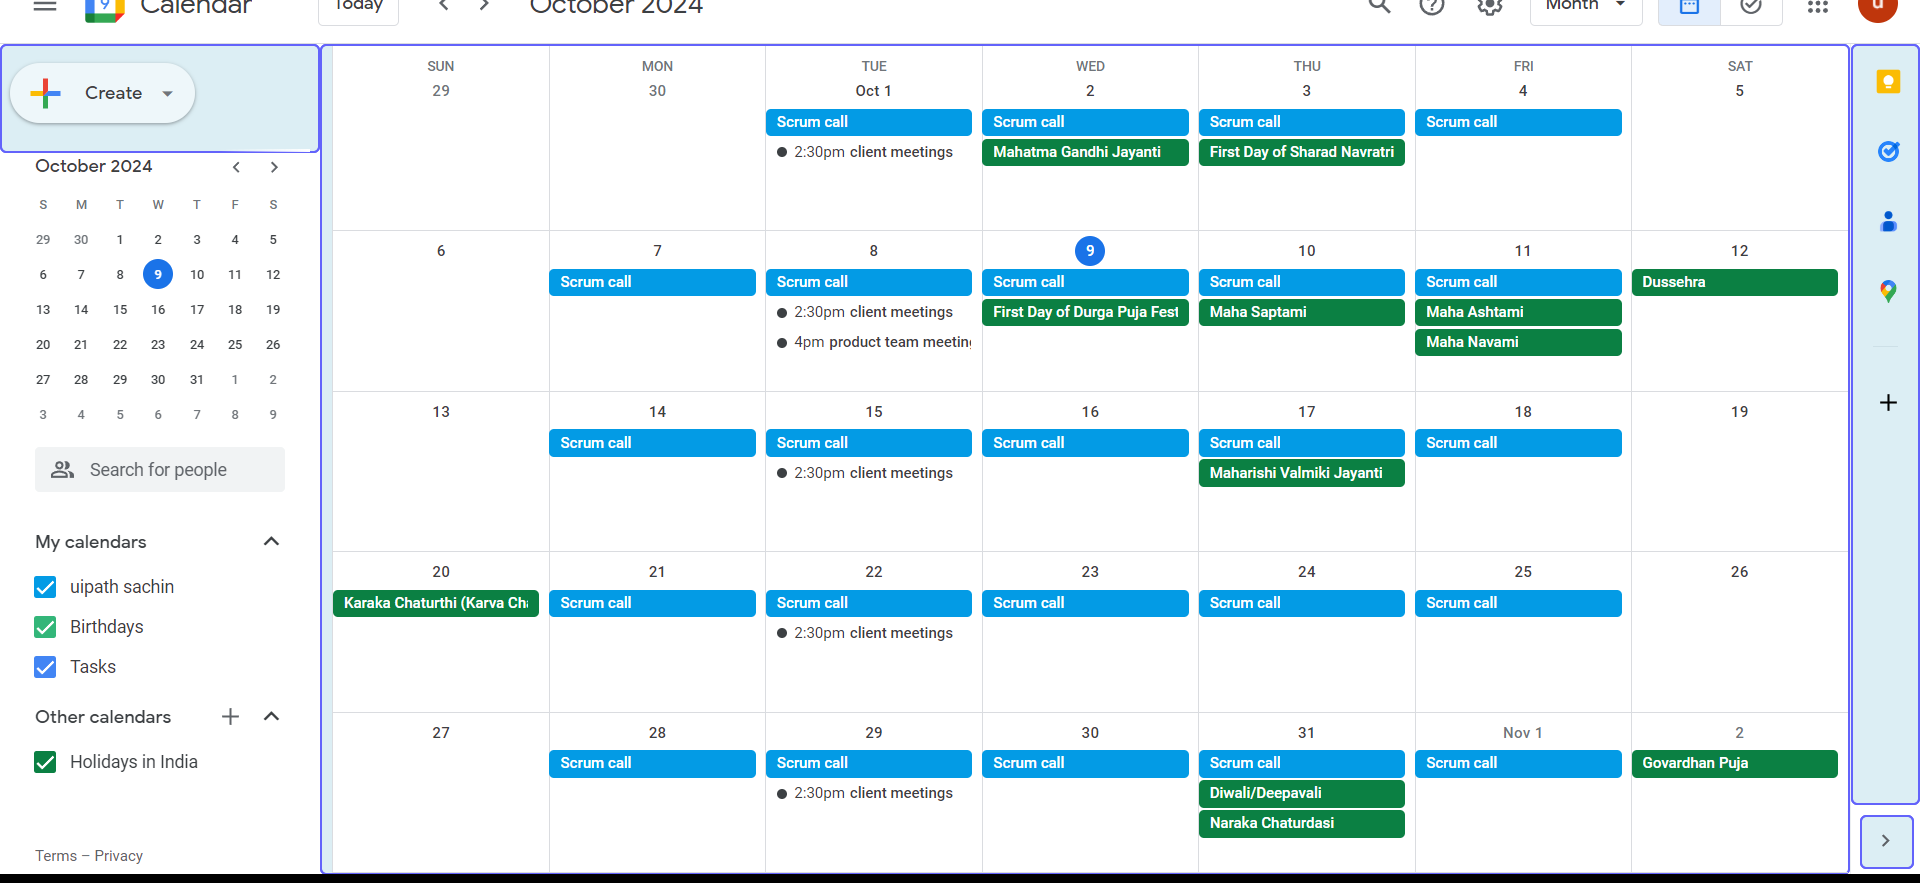 9 Calendar Today October 2024 Month u
Create
October 2024
S M T W T F S
29 30 1 2 3 4 5
6 7 8 9 10 11 12
13 14 15 16 17 18 19
20 21 22 23 24 25 26
27 28 29 30 31 1 2
3 4 5 6 7 8 9
Search for people
My calendars
uipath sachin
Birthdays
Tasks
Other calendars
Holidays in India
Terms – Privacy
SUN MON TUE WED THU FRI SAT
29 30 Oct 1 2 3 4 5
Scrum call Scrum call Scrum call Scrum call
2:30pm client meetings Mahatma Gandhi Jayanti First Day of Sharad Navratri
6 7 8 9 10 11 12
Scrum call Scrum call Scrum call Scrum call Scrum call Dussehra
2:30pm client meetings First Day of Durga Puja Fest Maha Saptami Maha Ashtami
4pm product team meetin Maha Navami
13 14 15 16 17 18 19
Scrum call Scrum call Scrum call Scrum call Scrum call
2:30pm client meetings Maharishi Valmiki Jayanti
20 21 22 23 24 25 26
Karaka Chaturthi (Karva Cha Scrum call Scrum call Scrum call Scrum call Scrum call
2:30pm client meetings
27 28 29 30 31 Nov 1 2
Scrum call Scrum call Scrum call Scrum call Scrum call Govardhan Puja
2:30pm client meetings Diwali/Deepavali
Naraka Chaturdasi